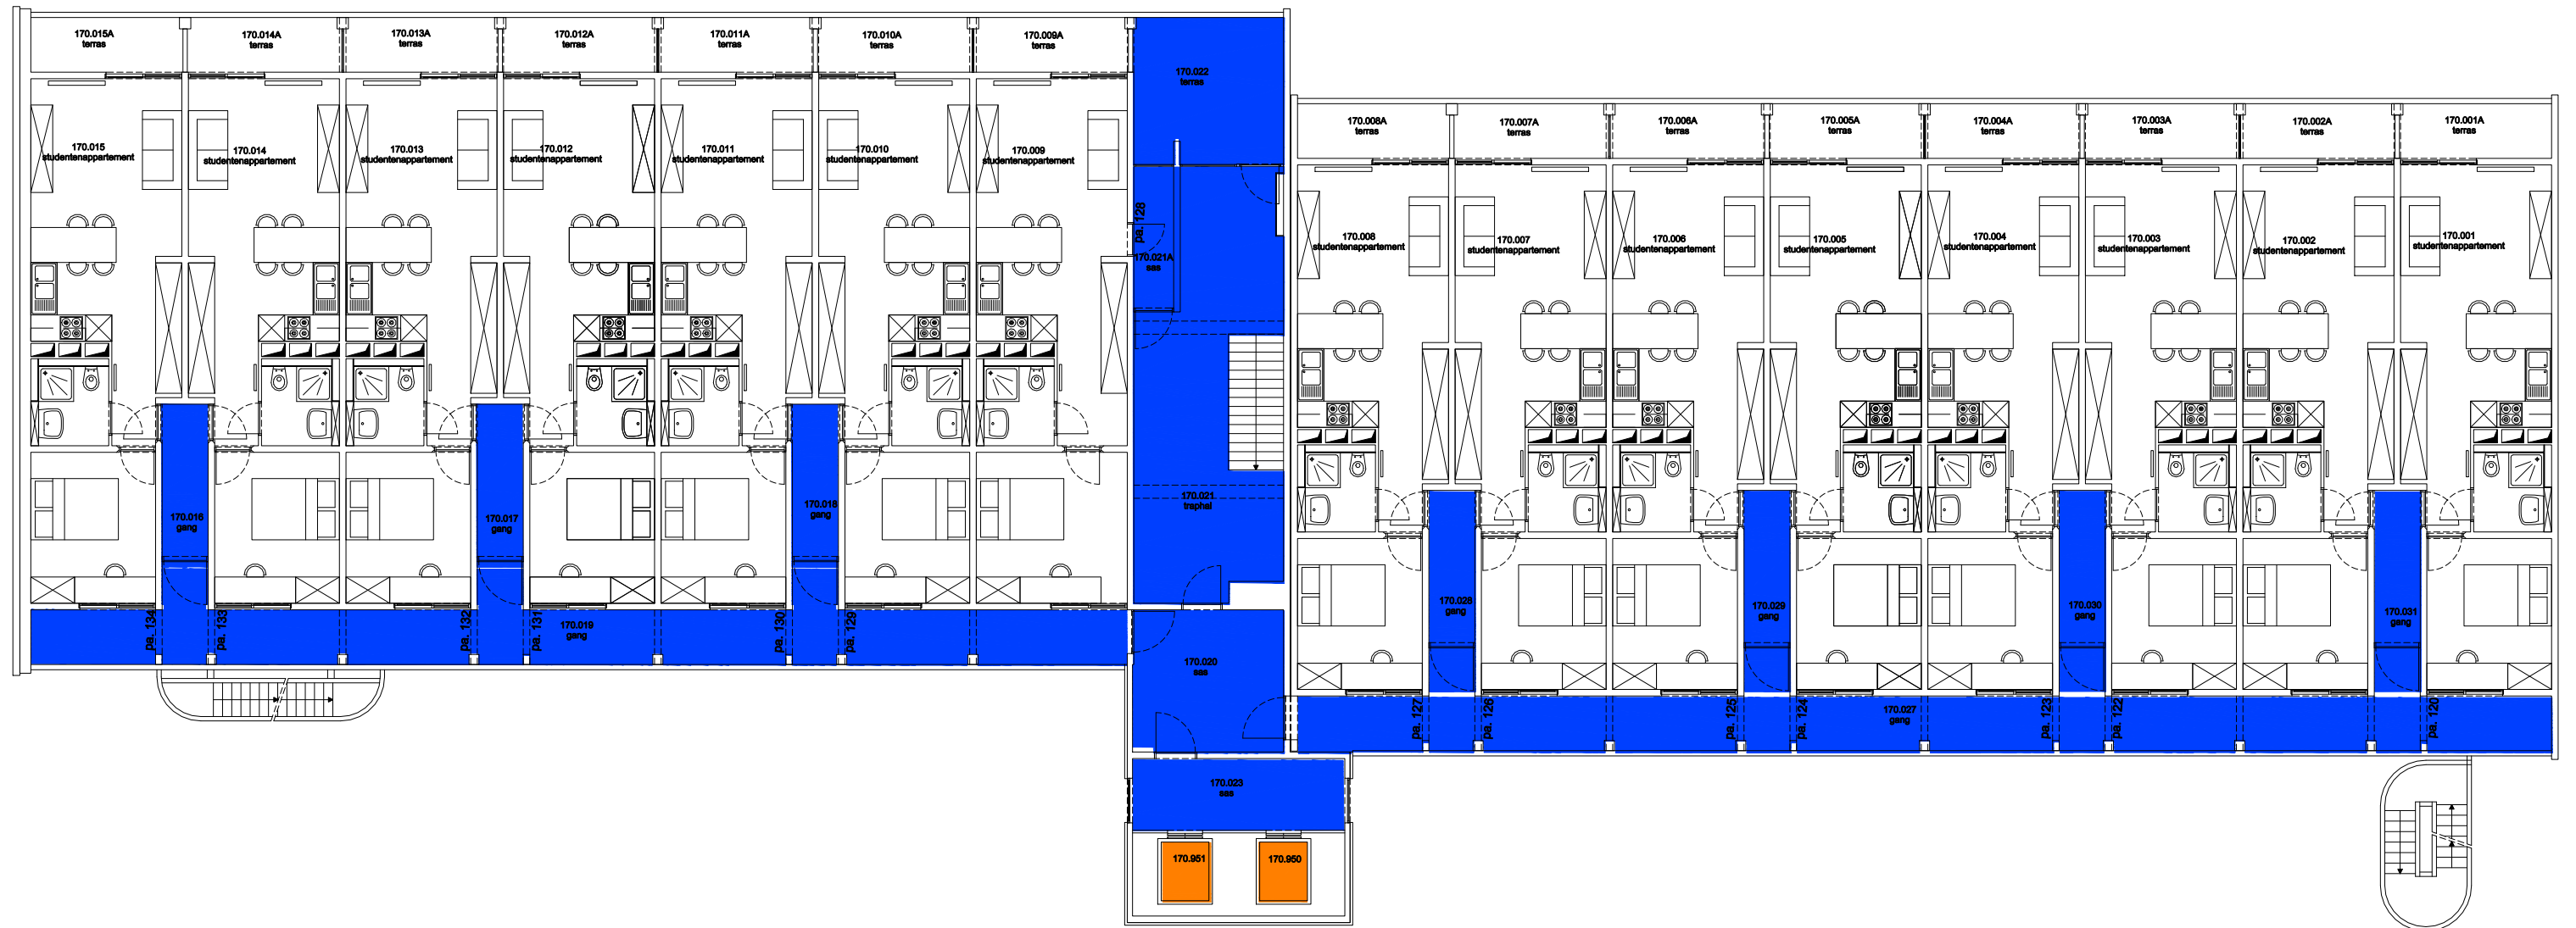 170.015A
terras
170.014A
terras
170.013A
terras
170.012A
terras
170.011A
terras
170.010A
terras
170.009A
terras
170.022
terras
170.008A
terras
170.007A
terras
170.006A
terras
170.005A
terras
170.004A
terras
170.003A
terras
170.002A
terras
170.001A
terras
170.015
studentenappartement
170.014
studentenappartement
170.013
studentenappartement
170.012
studentenappartement
170.011
studentenappartement
170.010
studentenappartement
170.009
studentenappartement
pa. 128
170.021A
sas
170.008
studentenappartement
170.007
studentenappartement
170.006
studentenappartement
170.005
studentenappartement
170.004
studentenappartement
170.003
studentenappartement
170.002
studentenappartement
170.001
studentenappartement
170.016
gang
170.017
gang
170.018
gang
170.021
traphal
170.028
gang
170.029
gang
170.030
gang
170.031
gang
pa. 134
pa. 133
pa. 132
pa. 131
170.019
gang
pa. 130
pa. 129
170.020
sas
pa. 127
pa. 126
pa. 125
pa. 124
170.027
gang
pa. 123
pa. 122
pa. 120
170.023
sas
170.951
170.950